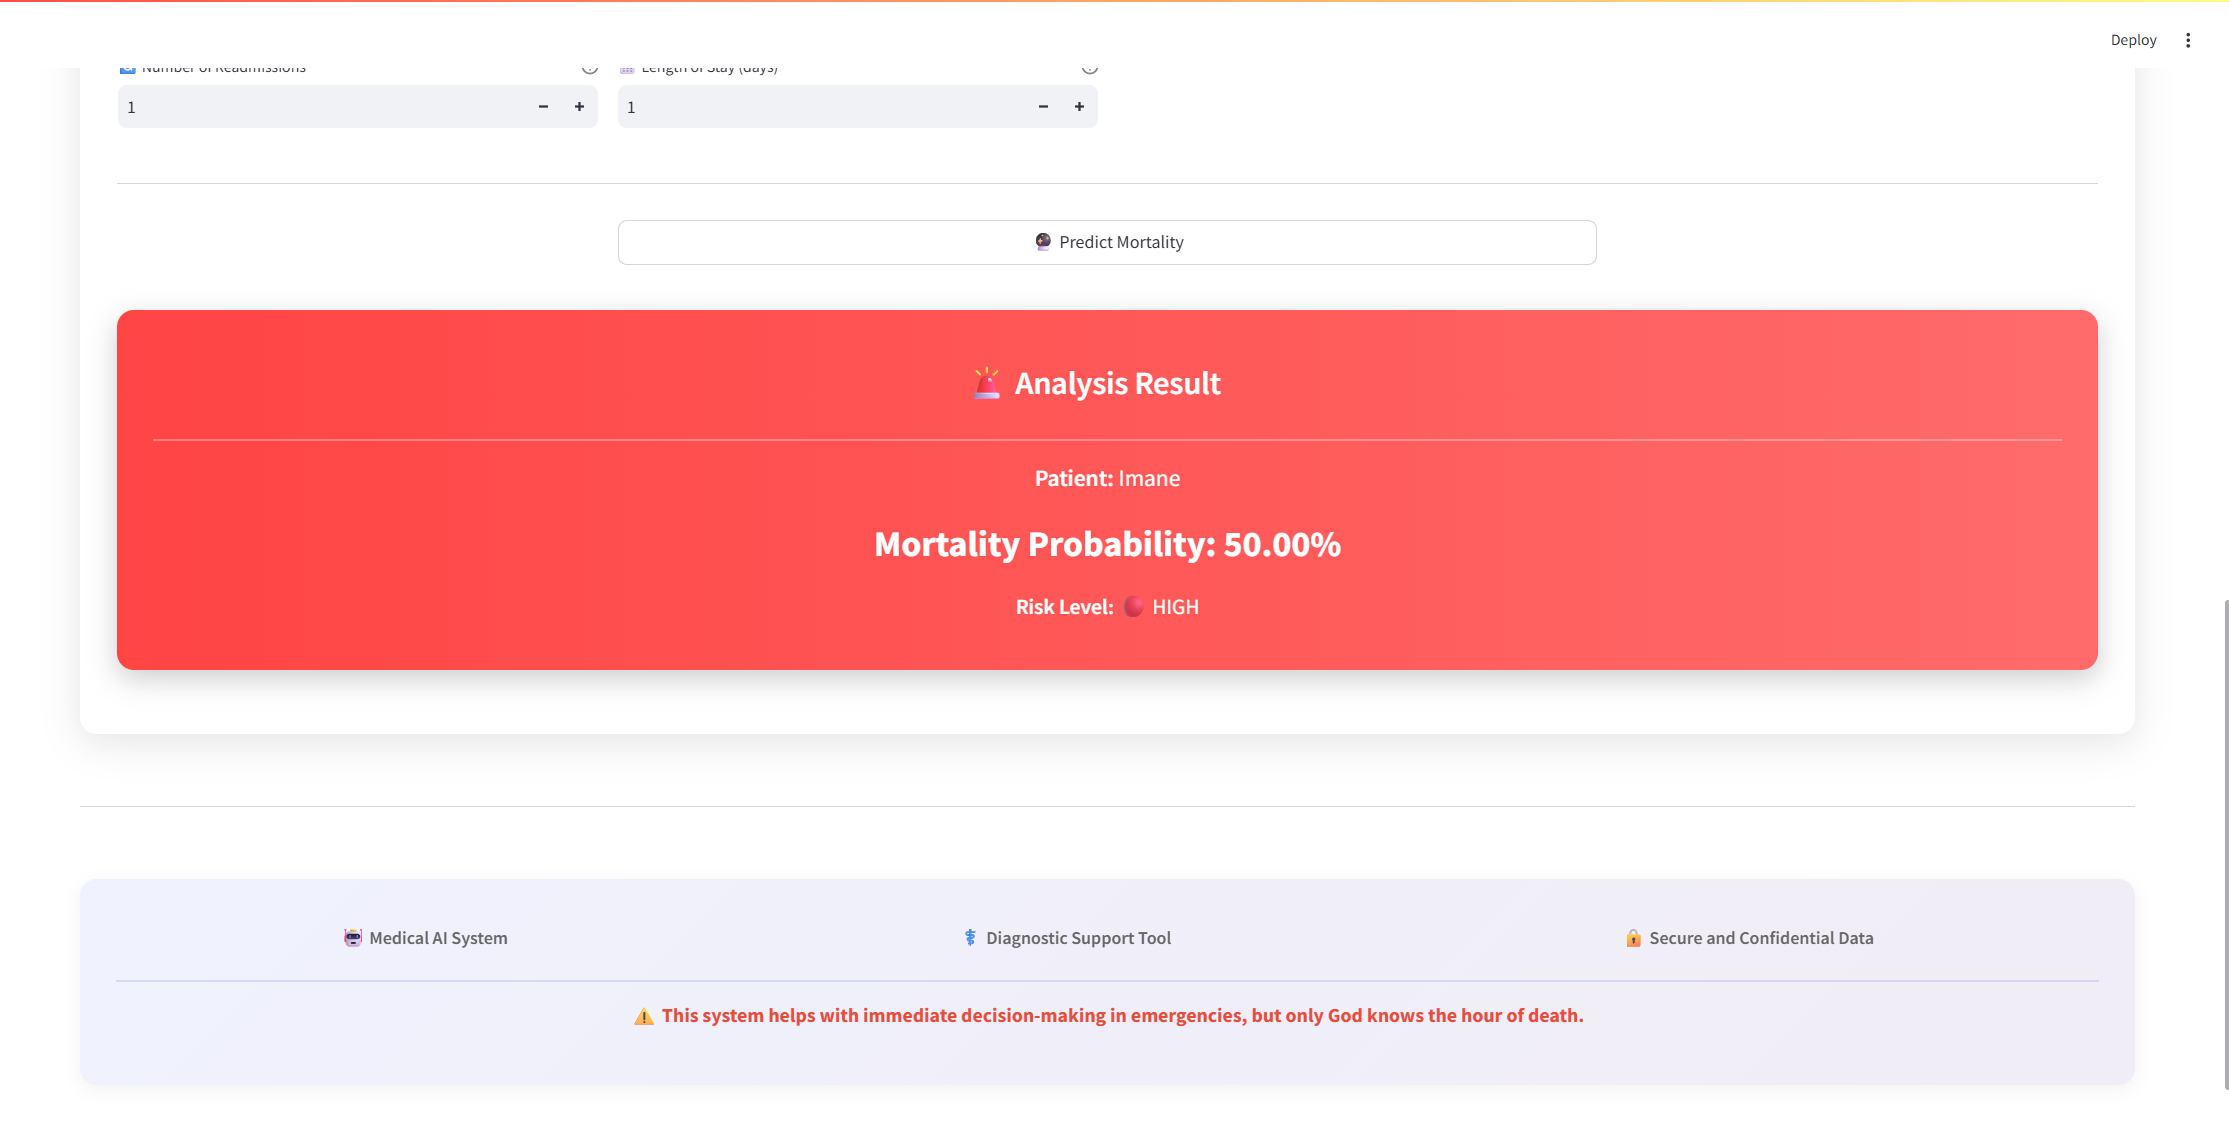 Deploy
Number of Readmissions
Length of Stay (days)
1
1
Predict Mortality
Analysis Result
Patient: Imane
Mortality Probability: 50.00%
Risk Level: HIGH
Medical AI System
Diagnostic Support Tool
Secure and Confidential Data
This system helps with immediate decision-making in emergencies, but only God knows the hour of death.